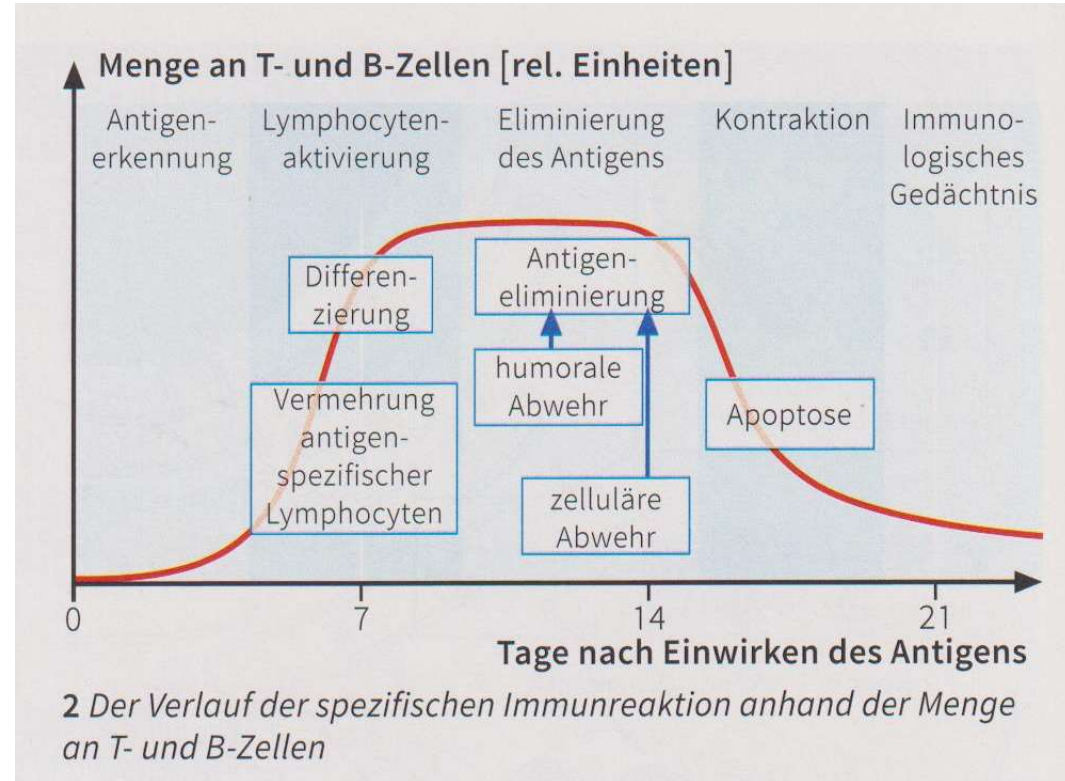 Menge an T- und B-Zellen [rel. Einheiten]
Antigen-
erkennung
Lymphocyten-
aktivierung
Eliminierung
des Antigens
Kontraktion
Immuno-
logisches
Gedächtnis
Differen-
zierung
Antigen-
eliminierung
humorale
Abwehr
Vermehrung
antigen-
spezifischer
Lymphocyten
Apoptose
zelluläre
Abwehr
0
7
14
21
Tage nach Einwirken des Antigens
2 Der Verlauf der spezifischen Immunreaktion anhand der Menge
an T- und B-Zellen